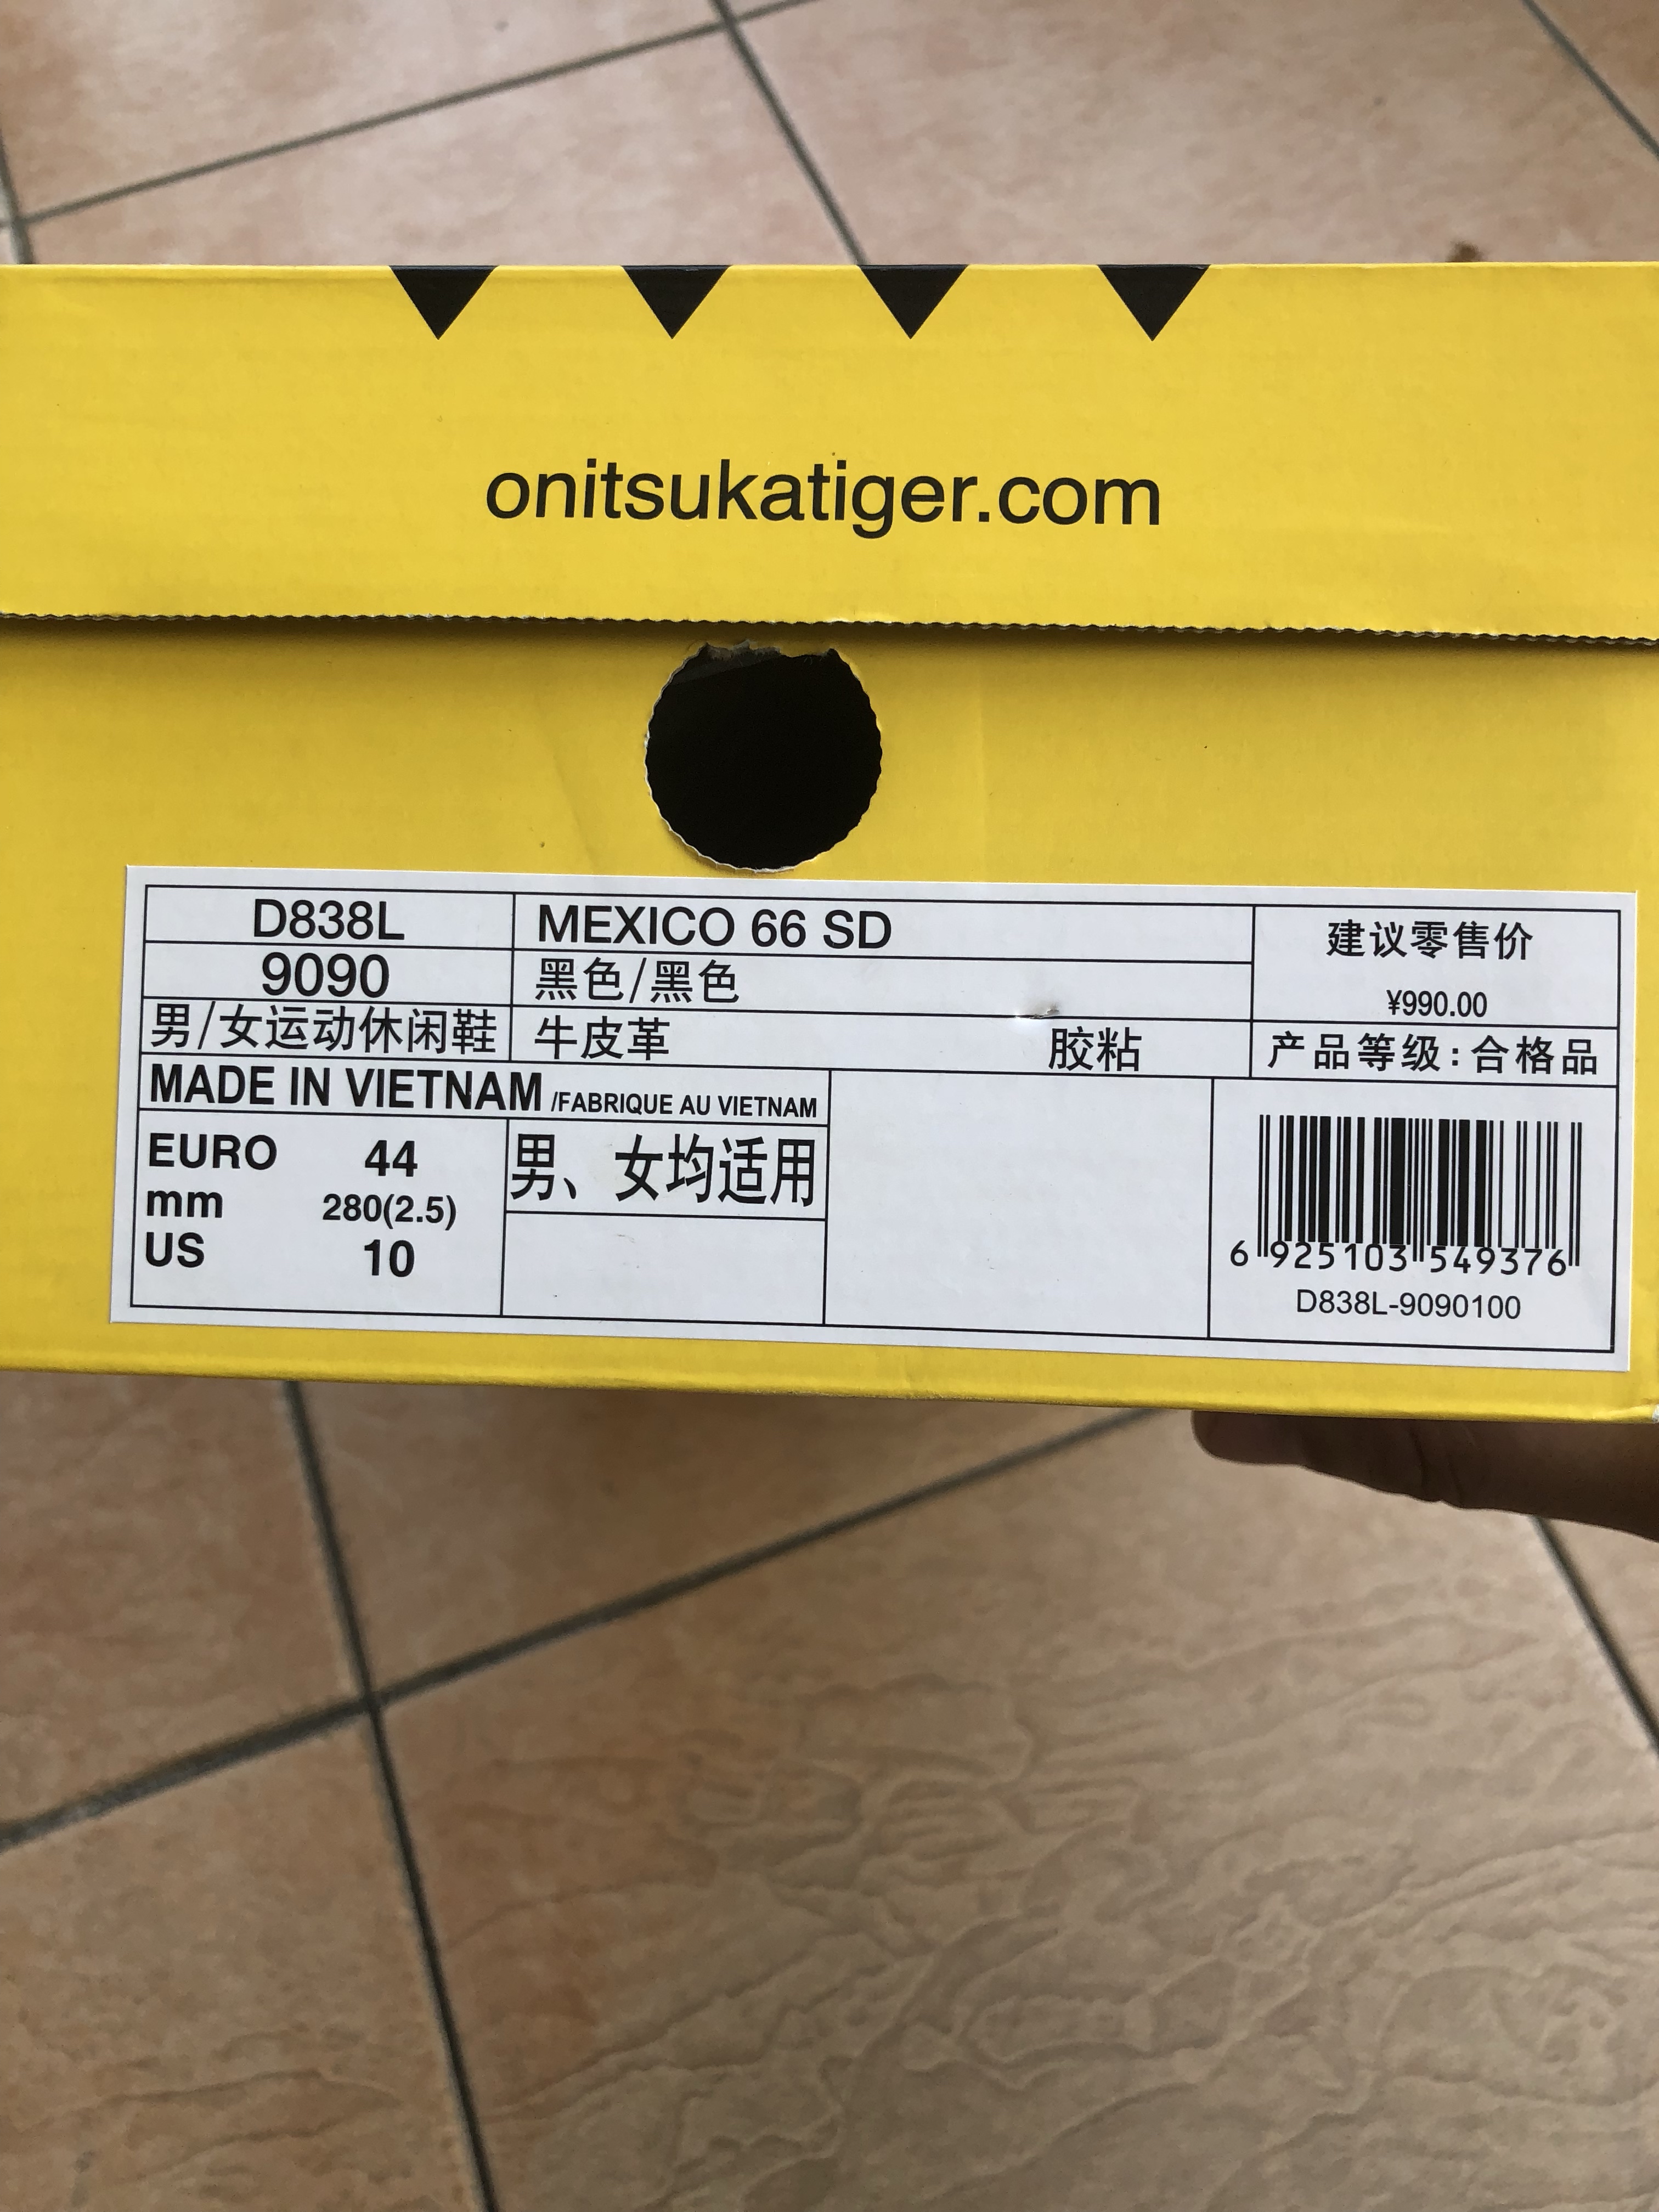 onitsukatiger.com
D838L
MEXICO 66 SD
建议零售价
¥990.00
9090
黑色/黑色
男/女运动休闲鞋
牛皮革
胶粘
产品等级:合格品
MADE IN VIETNAM /FABRIQUE AU VIETNAM
EURO 44
mm 280(2.5)
US 10
男、女均适用
6 925103 549376
D838L-9090100